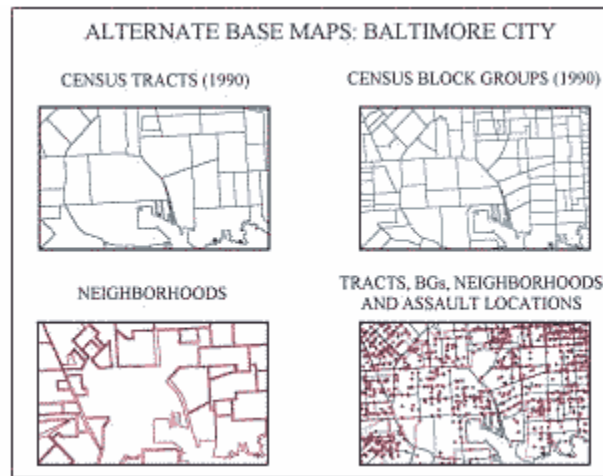 ALTERNATE BASE MAPS: BALTIMORE CITY
CENSUS TRACTS (1990)
CENSUS BLOCK GROUPS (1990)
NEIGHBORHOODS
TRACTS, BGs, NEIGHBORHOODS
AND ASSAULT LOCATIONS